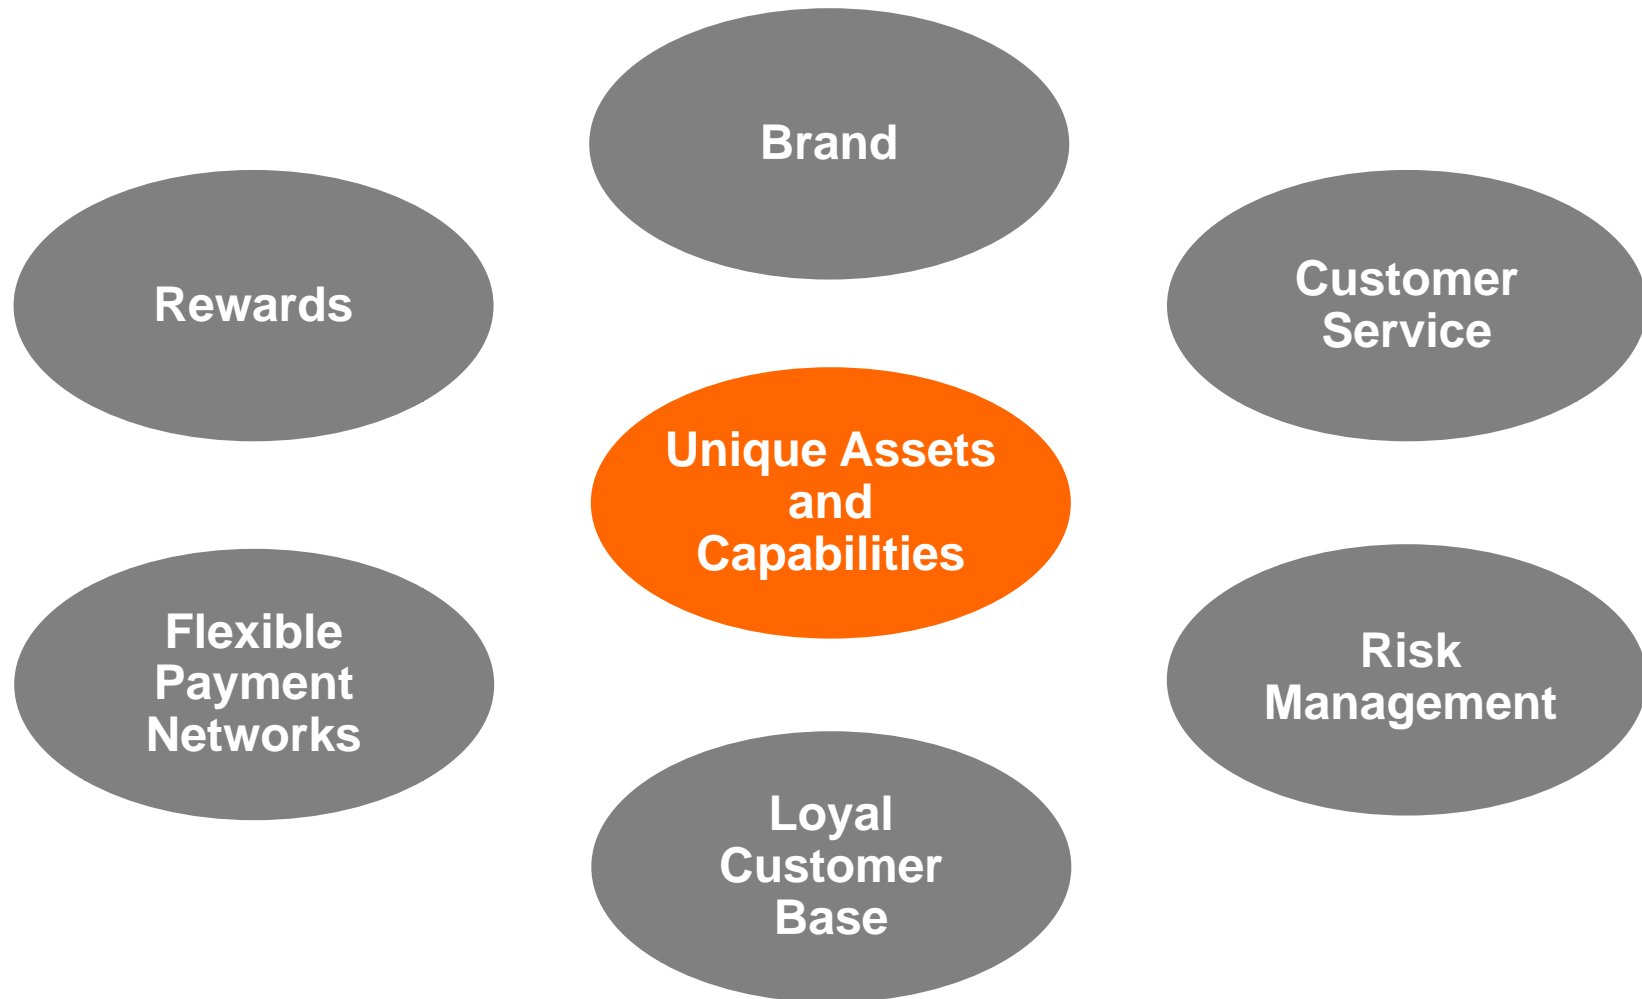 Brand
Rewards
Customer
Service
Unique Assets
and
Capabilities
Flexible
Payment
Networks
Risk
Management
Loyal
Customer
Base